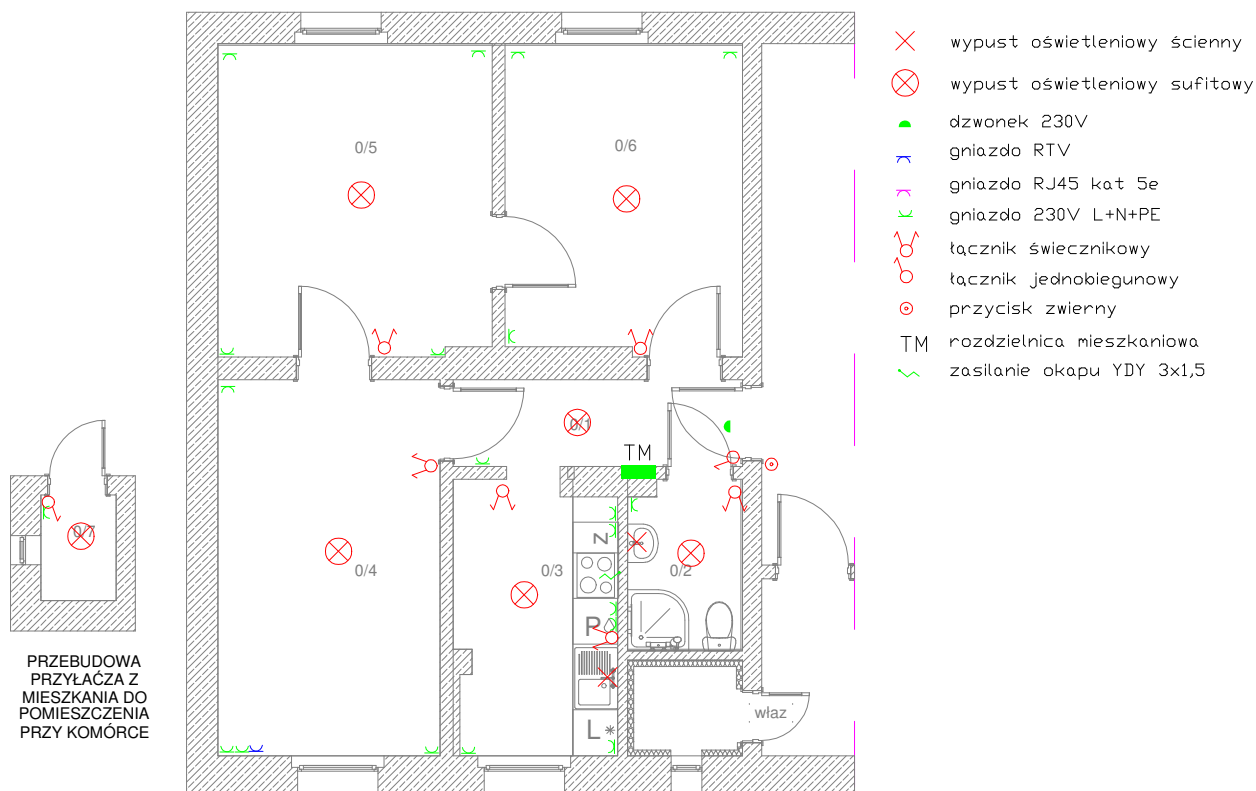 wypust oświetleniowy ścienny
wypust oświetleniowy sufitowy
dzwonek 230V
gniazdo RTV
gniazdo RJ45 kat 5e
gniazdo 230V L+N+PE
łącznik świecznikowy
łącznik jednobiegunowy
przycisk zwierny
TM rozdzielnica mieszkaniowa
zasilanie okapu YDY 3x1,5
0/5
0/6
0/1
TM
0/7
0/4
0/3
0/2
N
P
L*
właz
PRZEBUDOWA
PRZYŁĄCZA Z
MIESZKANIA DO
POMIESZCZENIA
PRZY KOMÓRCE